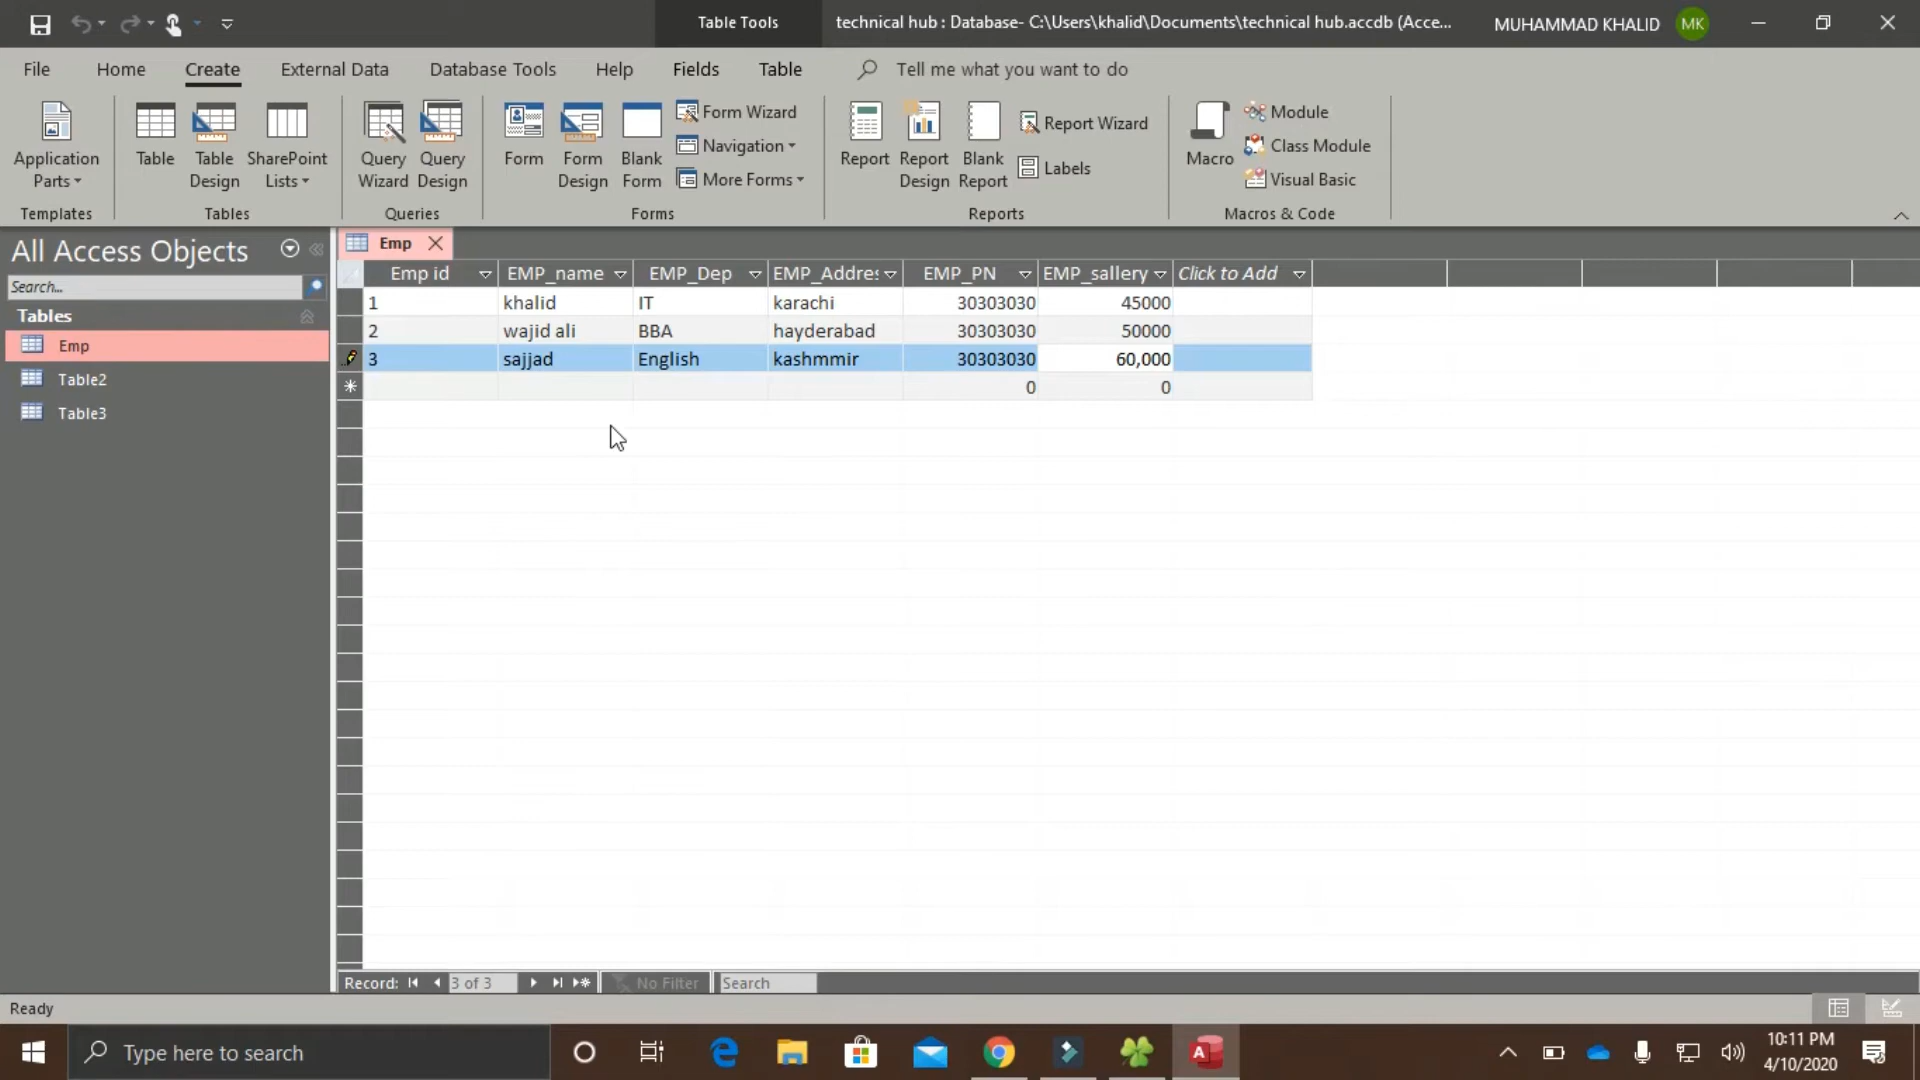 Table Tools
technical hub : Database- C:\Users\khalid\Documents\technical hub.accdb (Acce...
MUHAMMAD KHALID
MK
File Home Create External Data Database Tools Help Fields Table Tell me what you want to do
Application Parts
Templates
Table
Table Design
SharePoint Lists
Tables
Query Wizard
Query Design
Queries
Form
Form Design
Blank Form
Form Wizard
Navigation
More Forms
Forms
Report
Report Design
Blank Report
Report Wizard
Labels
Reports
Macro
Module
Class Module
Visual Basic
Macros & Code
All Access Objects
Search...
Tables
Emp
Table2
Table3
Emp
Emp id EMP_name EMP_Dep EMP_Addres EMP_PN EMP_sallery Click to Add
1 khalid IT karachi 30303030 45000
2 wajid ali BBA hayderabad 30303030 50000
3 sajjad English kashmmir 30303030 60,000
0 0
Record: 3 of 3 No Filter Search
Ready
Type here to search
A
10:11 PM
4/10/2020